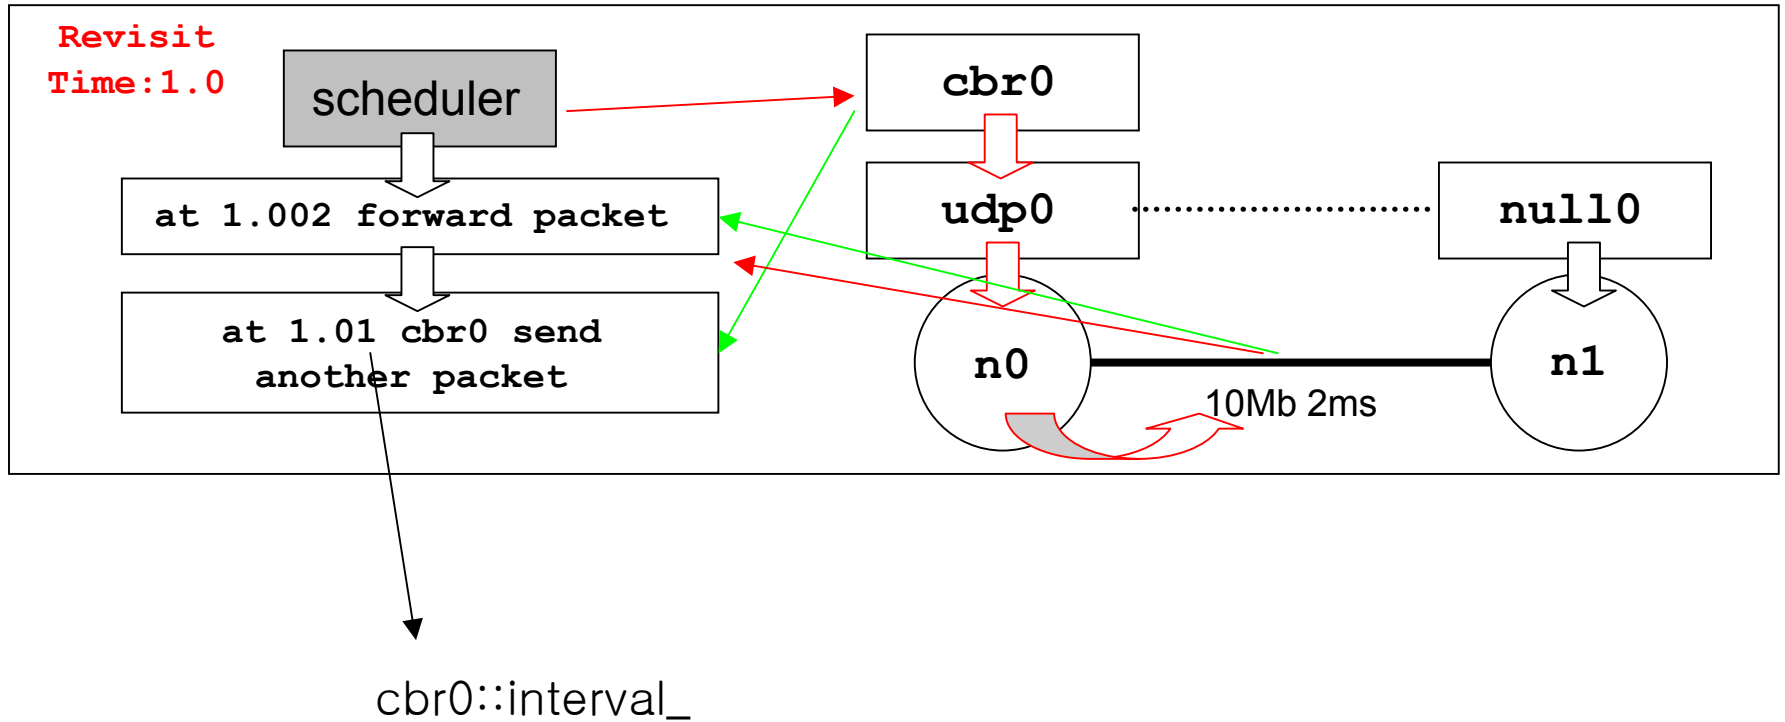 Revisit
Time:1.0
scheduler
at 1.002 forward packet
at 1.01 cbr0 send
another packet
cbr0
udp0
null0
n0
n1
10Mb 2ms
cbr0::interval_